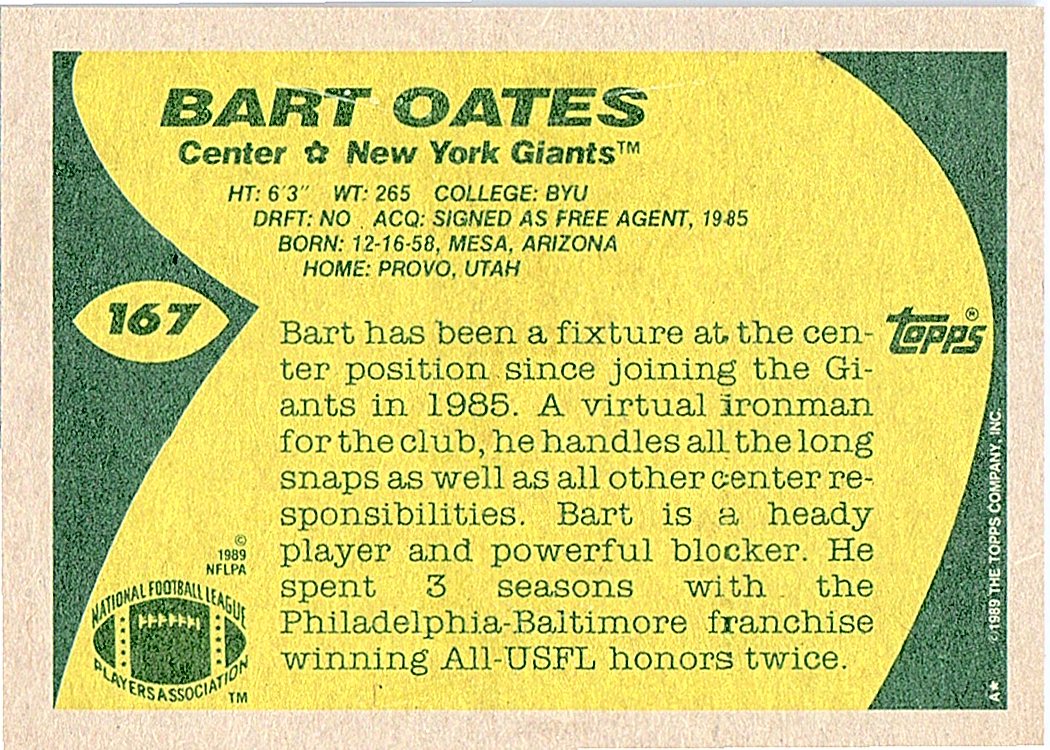 BART OATES
Center ✩ New York Giants™
HT: 6'3" WT: 265 COLLEGE: BYU
DRFT: NO ACQ: SIGNED AS FREE AGENT, 1985
BORN: 12-16-58, MESA, ARIZONA
HOME: PROVO, UTAH
167
TOPPS®
Bart has been a fixture at the cen-
ter position since joining the Gi-
ants in 1985. A virtual ironman
for the club, he handles all the long
snaps as well as all other center re-
sponsibilities. Bart is a heady
player and powerful blocker. He
spent 3 seasons with the
Philadelphia-Baltimore franchise
winning All-USFL honors twice.
©
1989
NFLPA
NATIONAL FOOTBALL LEAGUE
PLAYERS ASSOCIATION
TM
©1989 THE TOPPS COMPANY, INC.
A*